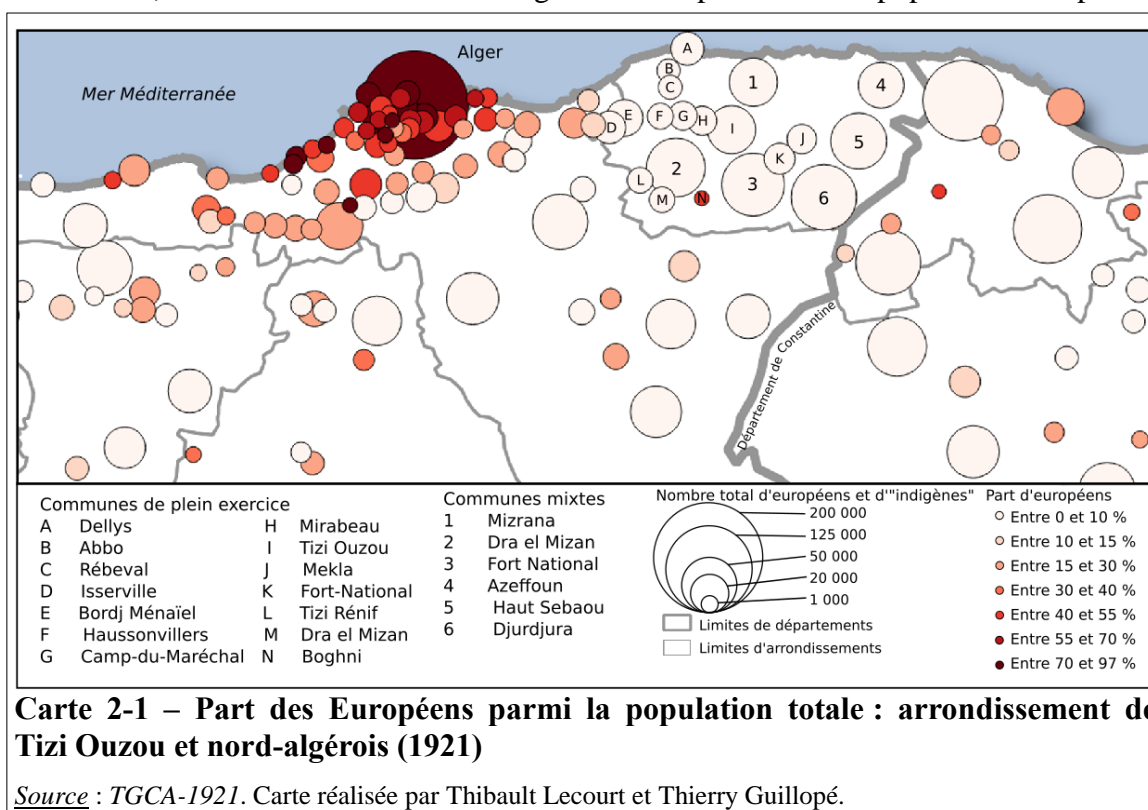 Alger
Mer Méditerranée
A
B
C
1
4
D
E
F
G
H
I
J
5
K
2
L
M
N
3
6
Département de Constantine
Communes de plein exercice
A Dellys
B Abbo
C Rébeval
D Isserville
E Bordj Ménaïel
F Haussonvillers
G Camp-du-Maréchal
H Mirabeau
I Tizi Ouzou
J Mekla
K Fort-National
L Tizi Rénif
M Dra el Mizan
N Boghni
Communes mixtes
1 Mizrana
2 Dra el Mizan
3 Fort National
4 Azeffoun
5 Haut Sebaou
6 Djurdjura
Nombre total d'européens et d'"indigènes"
200 000
125 000
50 000
20 000
1 000
Limites de départements
Limites d'arrondissements
Part d'européens
Entre 0 et 10 %
Entre 10 et 15 %
Entre 15 et 30 %
Entre 30 et 40 %
Entre 40 et 55 %
Entre 55 et 70 %
Entre 70 et 97 %
Carte 2-1 – Part des Européens parmi la population totale : arrondissement de
Tizi Ouzou et nord-algérois (1921)
Source : TGCA-1921. Carte réalisée par Thibault Lecourt et Thierry Guillopé.